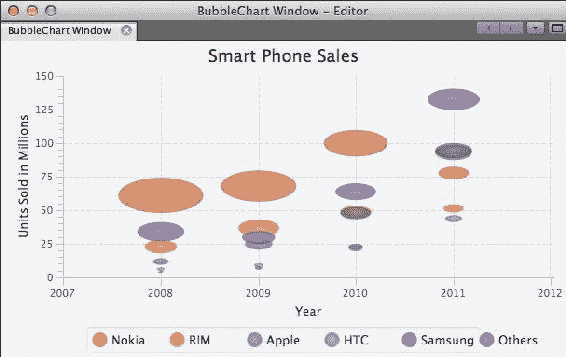 BubbleChart Window – Editor
BubbleChart Window
Smart Phone Sales
Units Sold in Millions
150
125
100
75
50
25
0
2007 2008 2009 2010 2011 2012
Year
Nokia RIM Apple HTC Samsung Others